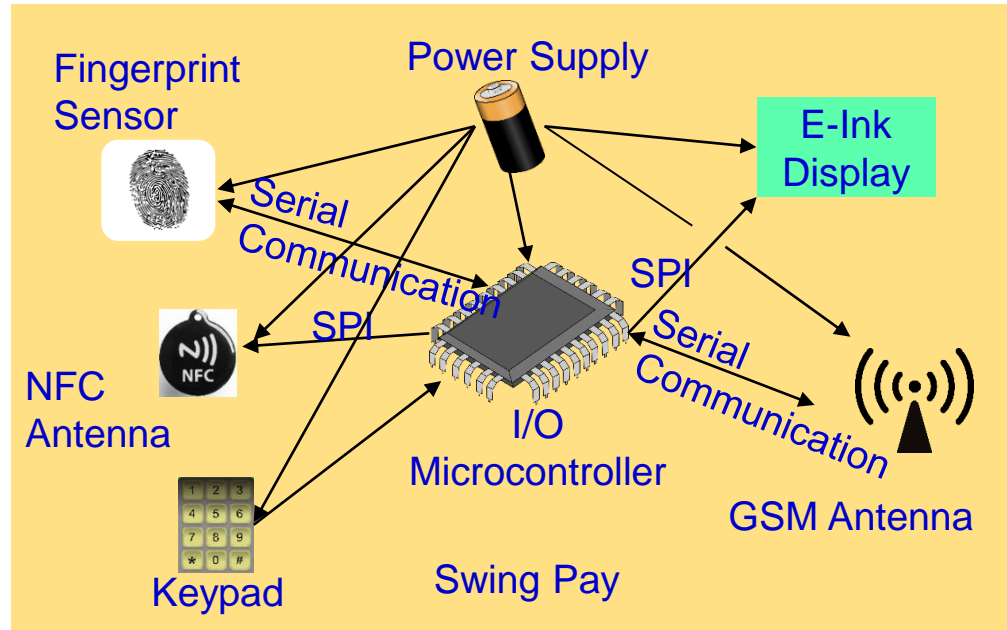 Power Supply
Fingerprint
Sensor
E-Ink
Display
Serial
Communication
SPI
SPI
NFC
NFC
Antenna
Serial
Communication
I/O
Microcontroller
GSM Antenna
1 2 3
4 5 6
7 8 9
* 0 #
Keypad
Swing Pay